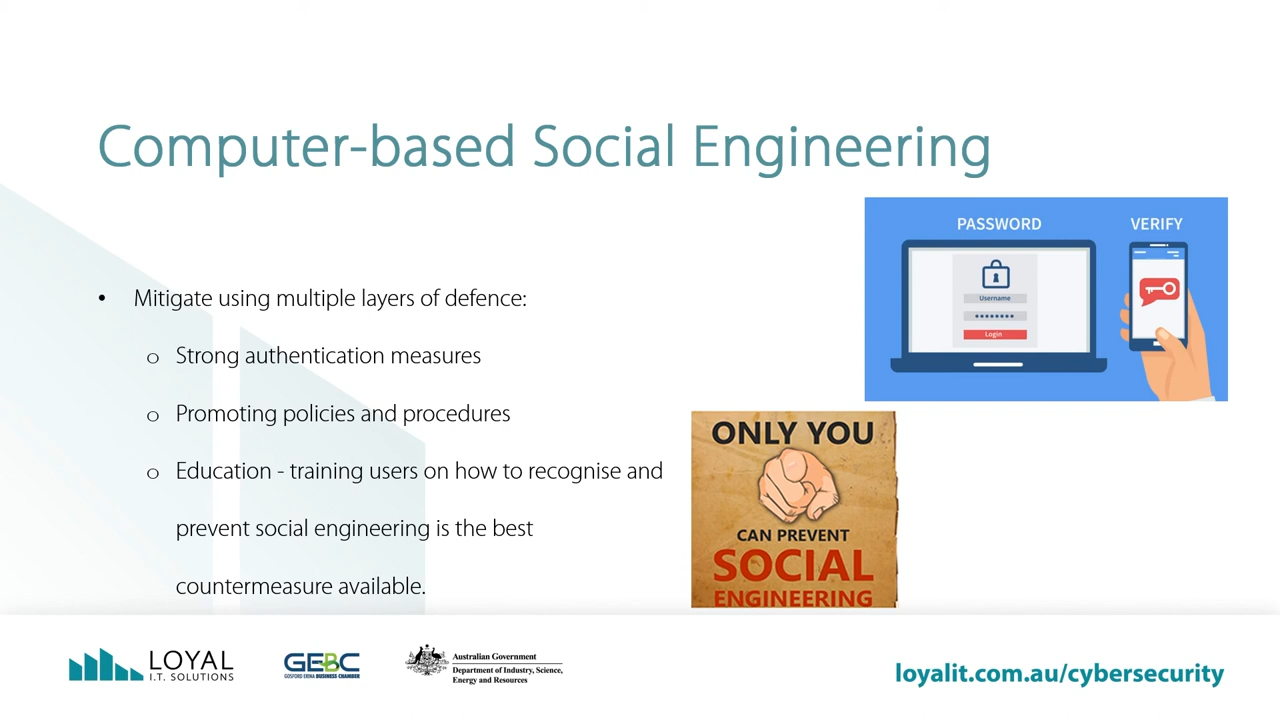 Computer-based Social Engineering
PASSWORD
VERIFY
Username
Login
• Mitigate using multiple layers of defence:
o Strong authentication measures
o Promoting policies and procedures
o Education - training users on how to recognise and
prevent social engineering is the best
countermeasure available.
ONLY YOU
CAN PREVENT
SOCIAL
ENGINEERING
LOYAL
I.T. SOLUTIONS
GEBC
GOSFORD ERINA BUSINESS CHAMBER
Australian Government
Department of Industry, Science,
Energy and Resources
loyalit.com.au/cybersecurity